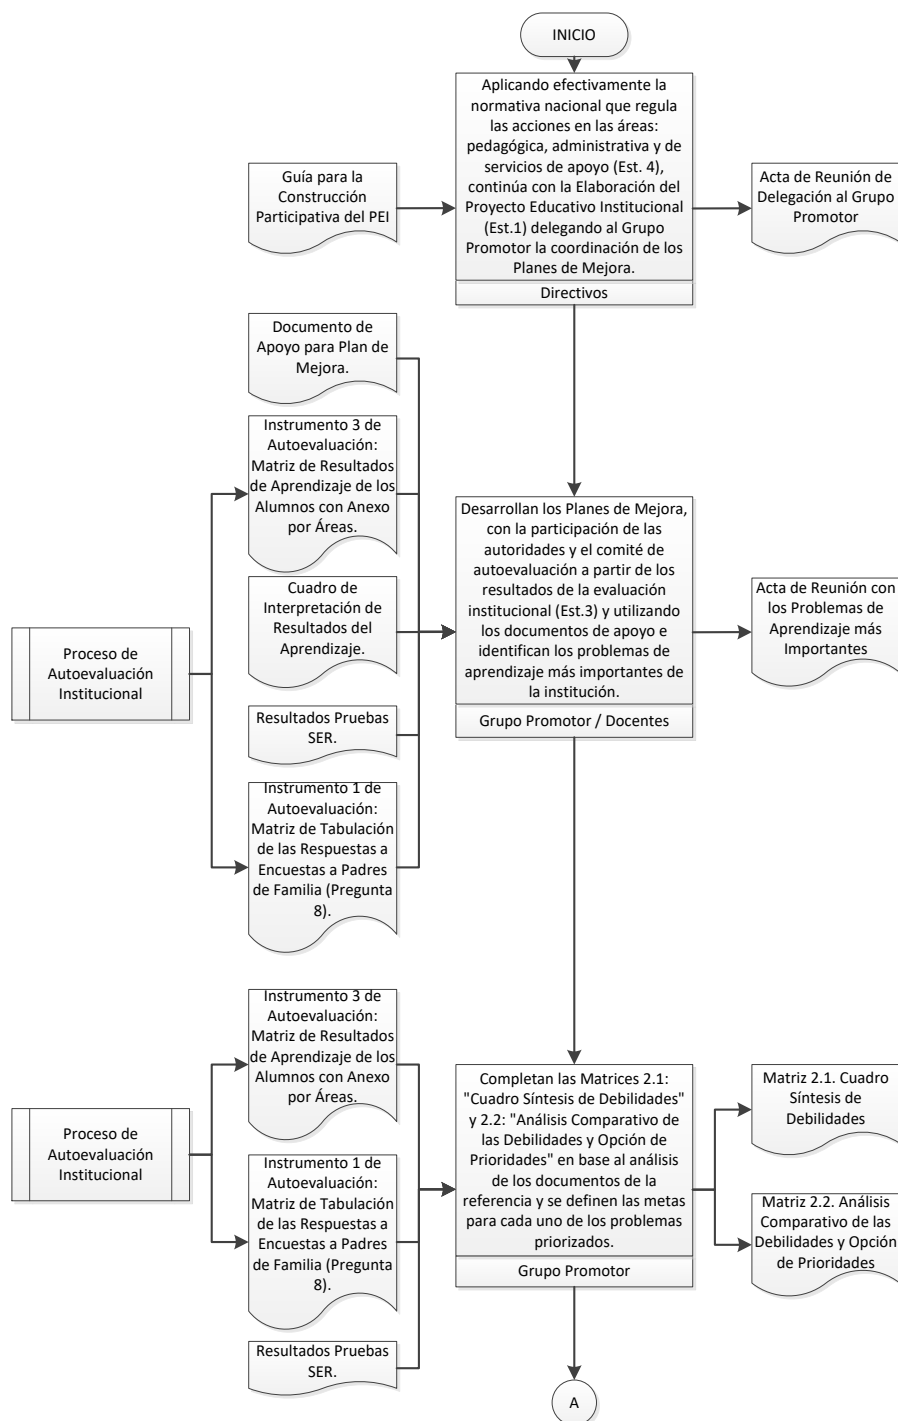 INICIO
Aplicando efectivamente la
normativa nacional que regula
las acciones en las áreas:
pedagógica, administrativa y de
servicios de apoyo (Est. 4),
continúa con la Elaboración del
Proyecto Educativo Institucional
(Est.1) delegando al Grupo
Promotor la coordinación de los
Planes de Mejora.
Directivos
Guía para la
Construcción
Participativa del PEI
Acta de Reunión de
Delegación al Grupo
Promotor
Documento de
Apoyo para Plan de
Mejora.
Instrumento 3 de
Autoevaluación:
Matriz de Resultados
de Aprendizaje de los
Alumnos con Anexo
por Áreas.
Cuadro de
Interpretación de
Resultados del
Aprendizaje.
Resultados Pruebas
SER.
Instrumento 1 de
Autoevaluación:
Matriz de Tabulación
de las Respuestas a
Encuestas a Padres
de Familia (Pregunta
8).
Proceso de
Autoevaluación
Institucional
Desarrollan los Planes de Mejora,
con la participación de las
autoridades y el comité de
autoevaluación a partir de los
resultados de la evaluación
institucional (Est.3) y utilizando
los documentos de apoyo e
identifican los problemas de
aprendizaje más importantes de
la institución.
Grupo Promotor / Docentes
Acta de Reunión con
los Problemas de
Aprendizaje más
Importantes
Instrumento 3 de
Autoevaluación:
Matriz de Resultados
de Aprendizaje de los
Alumnos con Anexo
por Áreas.
Proceso de
Autoevaluación
Institucional
Instrumento 1 de
Autoevaluación:
Matriz de Tabulación
de las Respuestas a
Encuestas a Padres
de Familia (Pregunta
8).
Resultados Pruebas
SER.
Completan las Matrices 2.1:
"Cuadro Síntesis de Debilidades"
y 2.2: "Análisis Comparativo de
las Debilidades y Opción de
Prioridades" en base al análisis
de los documentos de la
referencia y se definen las metas
para cada uno de los problemas
priorizados.
Grupo Promotor
Matriz 2.1. Cuadro
Síntesis de
Debilidades
Matriz 2.2. Análisis
Comparativo de las
Debilidades y Opción
de Prioridades
A